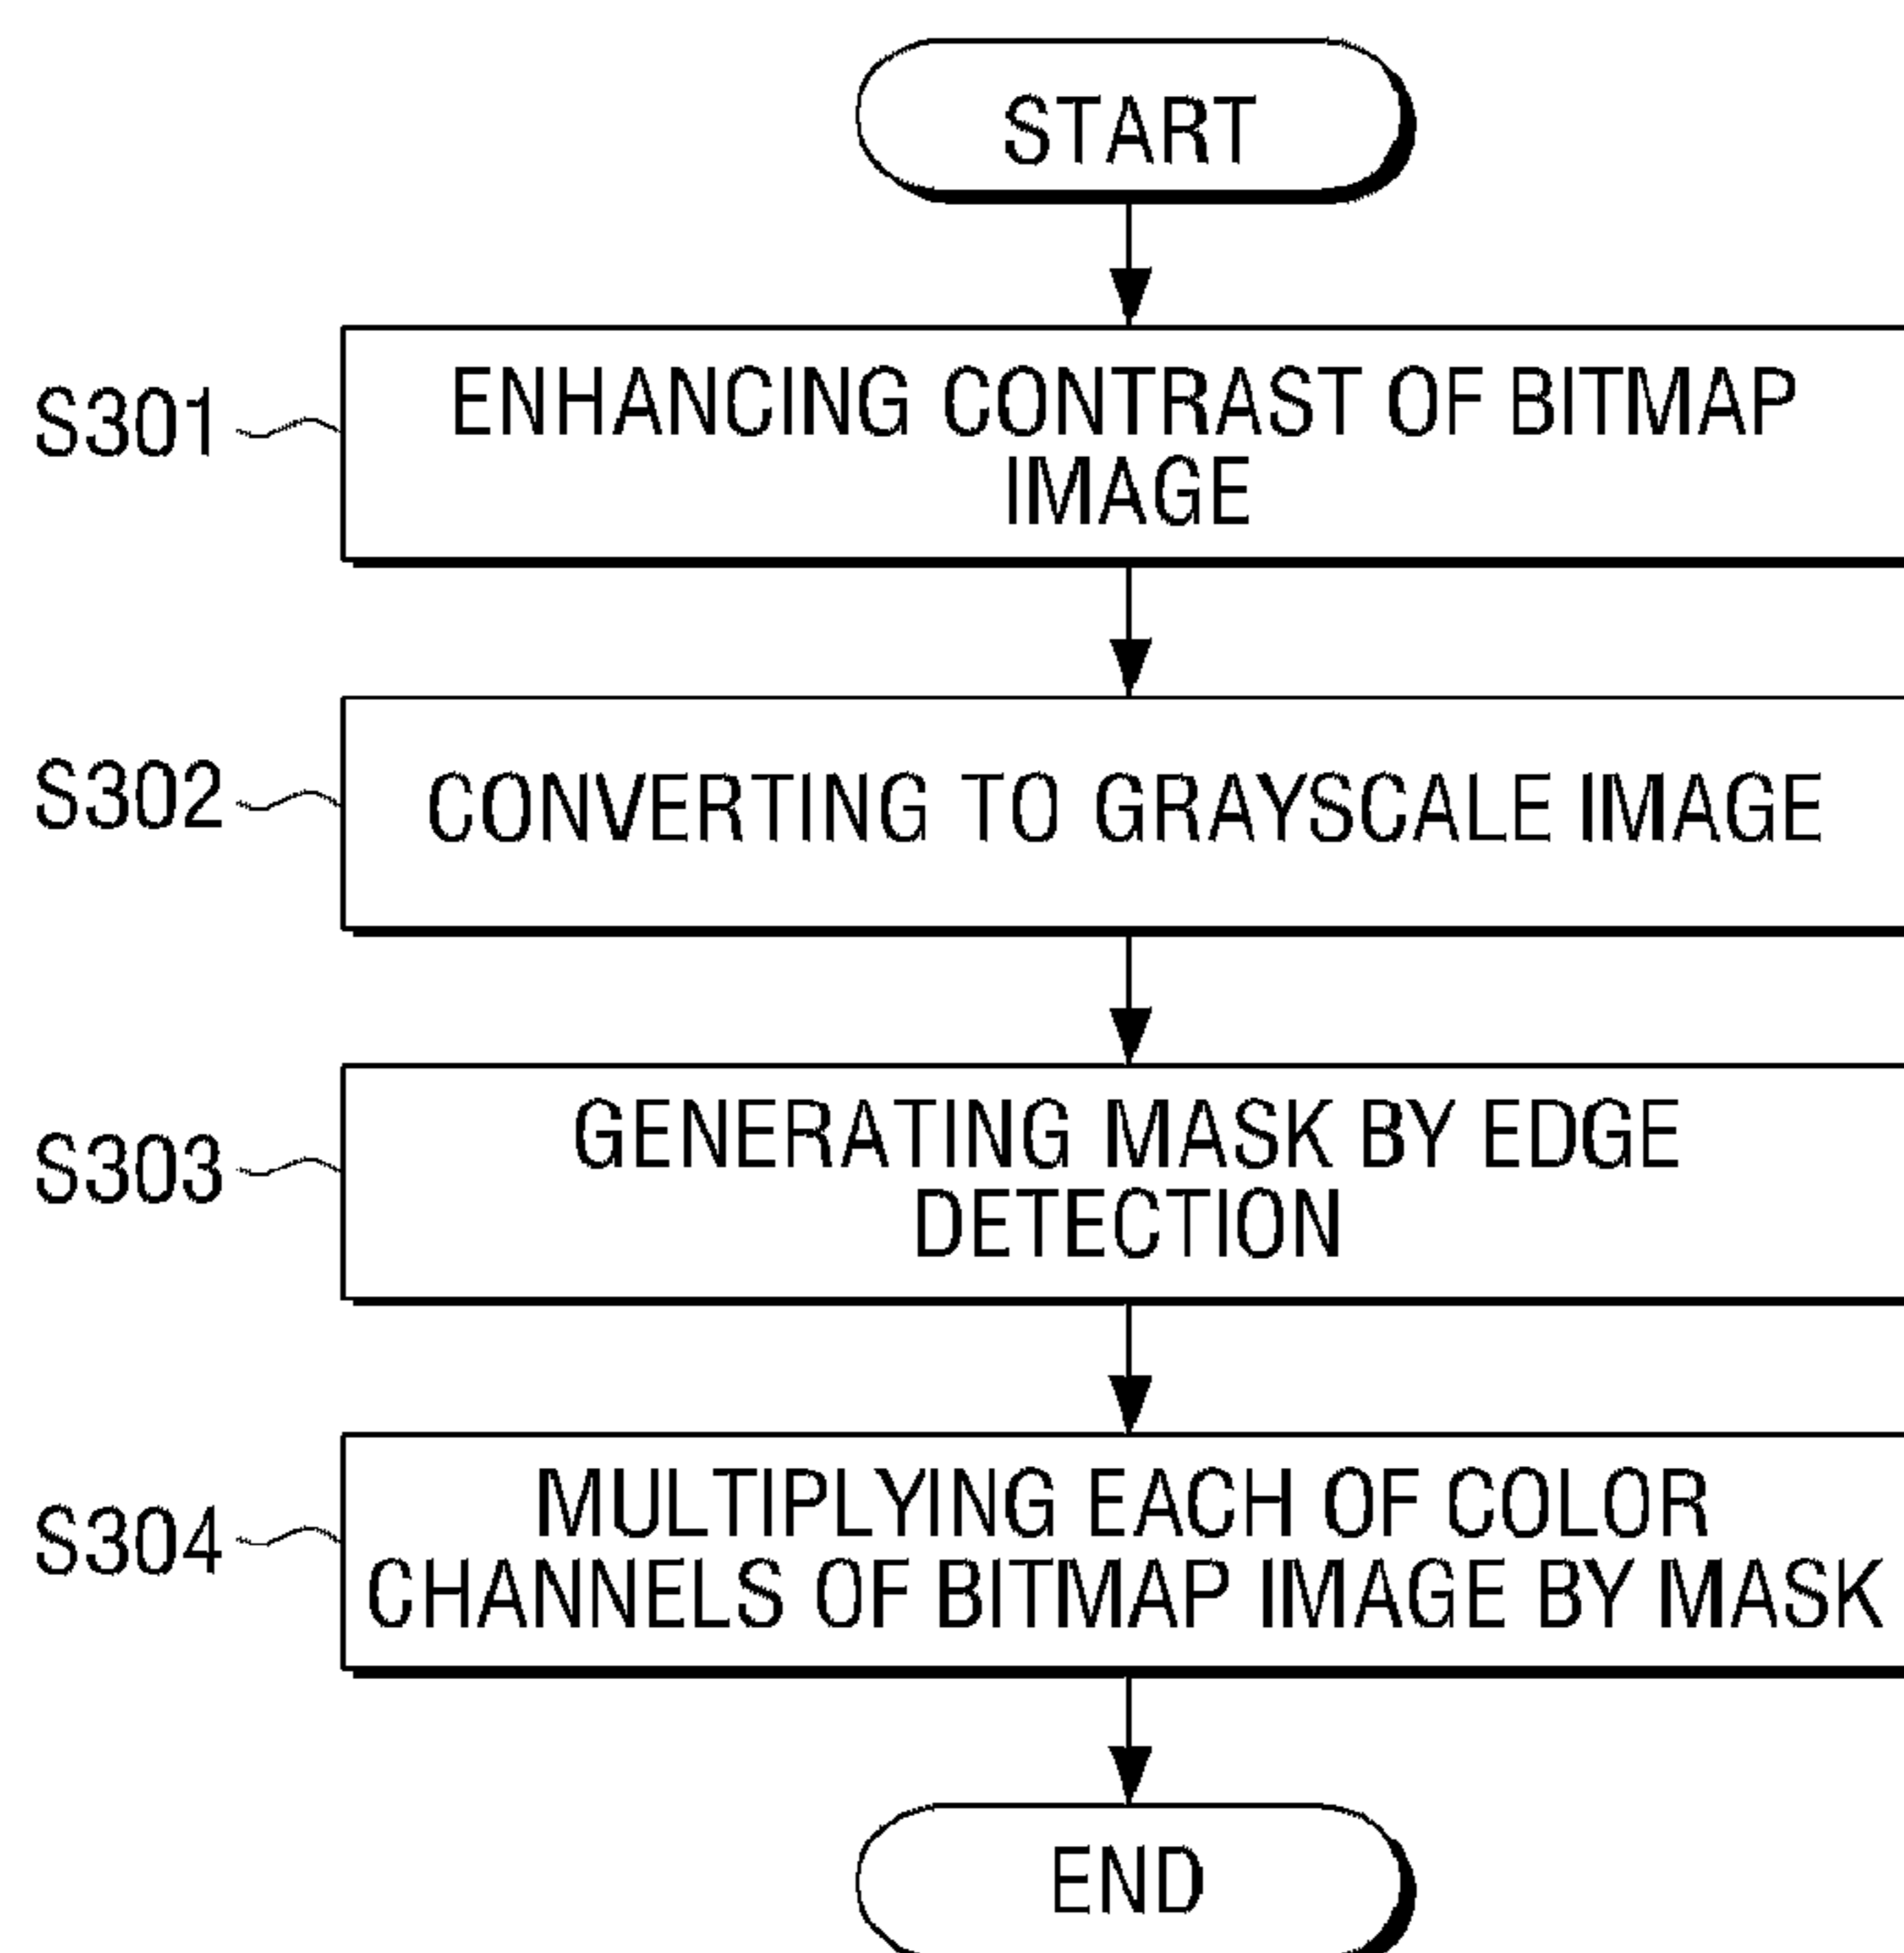 START
S301
ENHANCING CONTRAST OF BITMAP
IMAGE
S302
CONVERTING TO GRAYSCALE IMAGE
S303
GENERATING MASK BY EDGE
DETECTION
S304
MULTIPLYING EACH OF COLOR
CHANNELS OF BITMAP IMAGE BY MASK
END